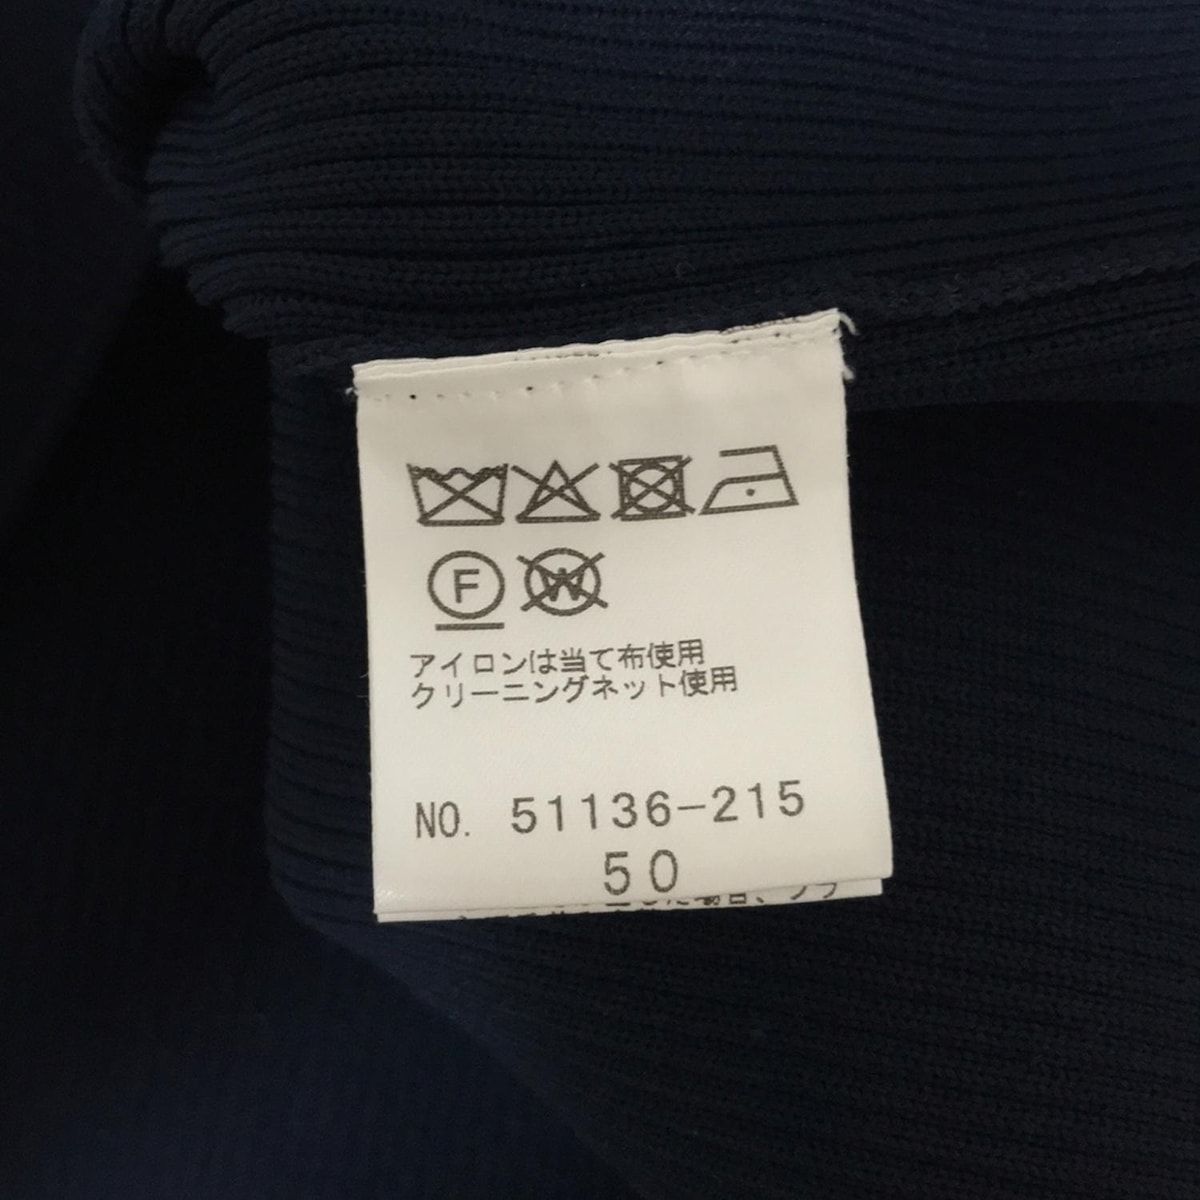 F W
アイロンは当て布使用
クリーニングネット使用
NO. 51136-215
50